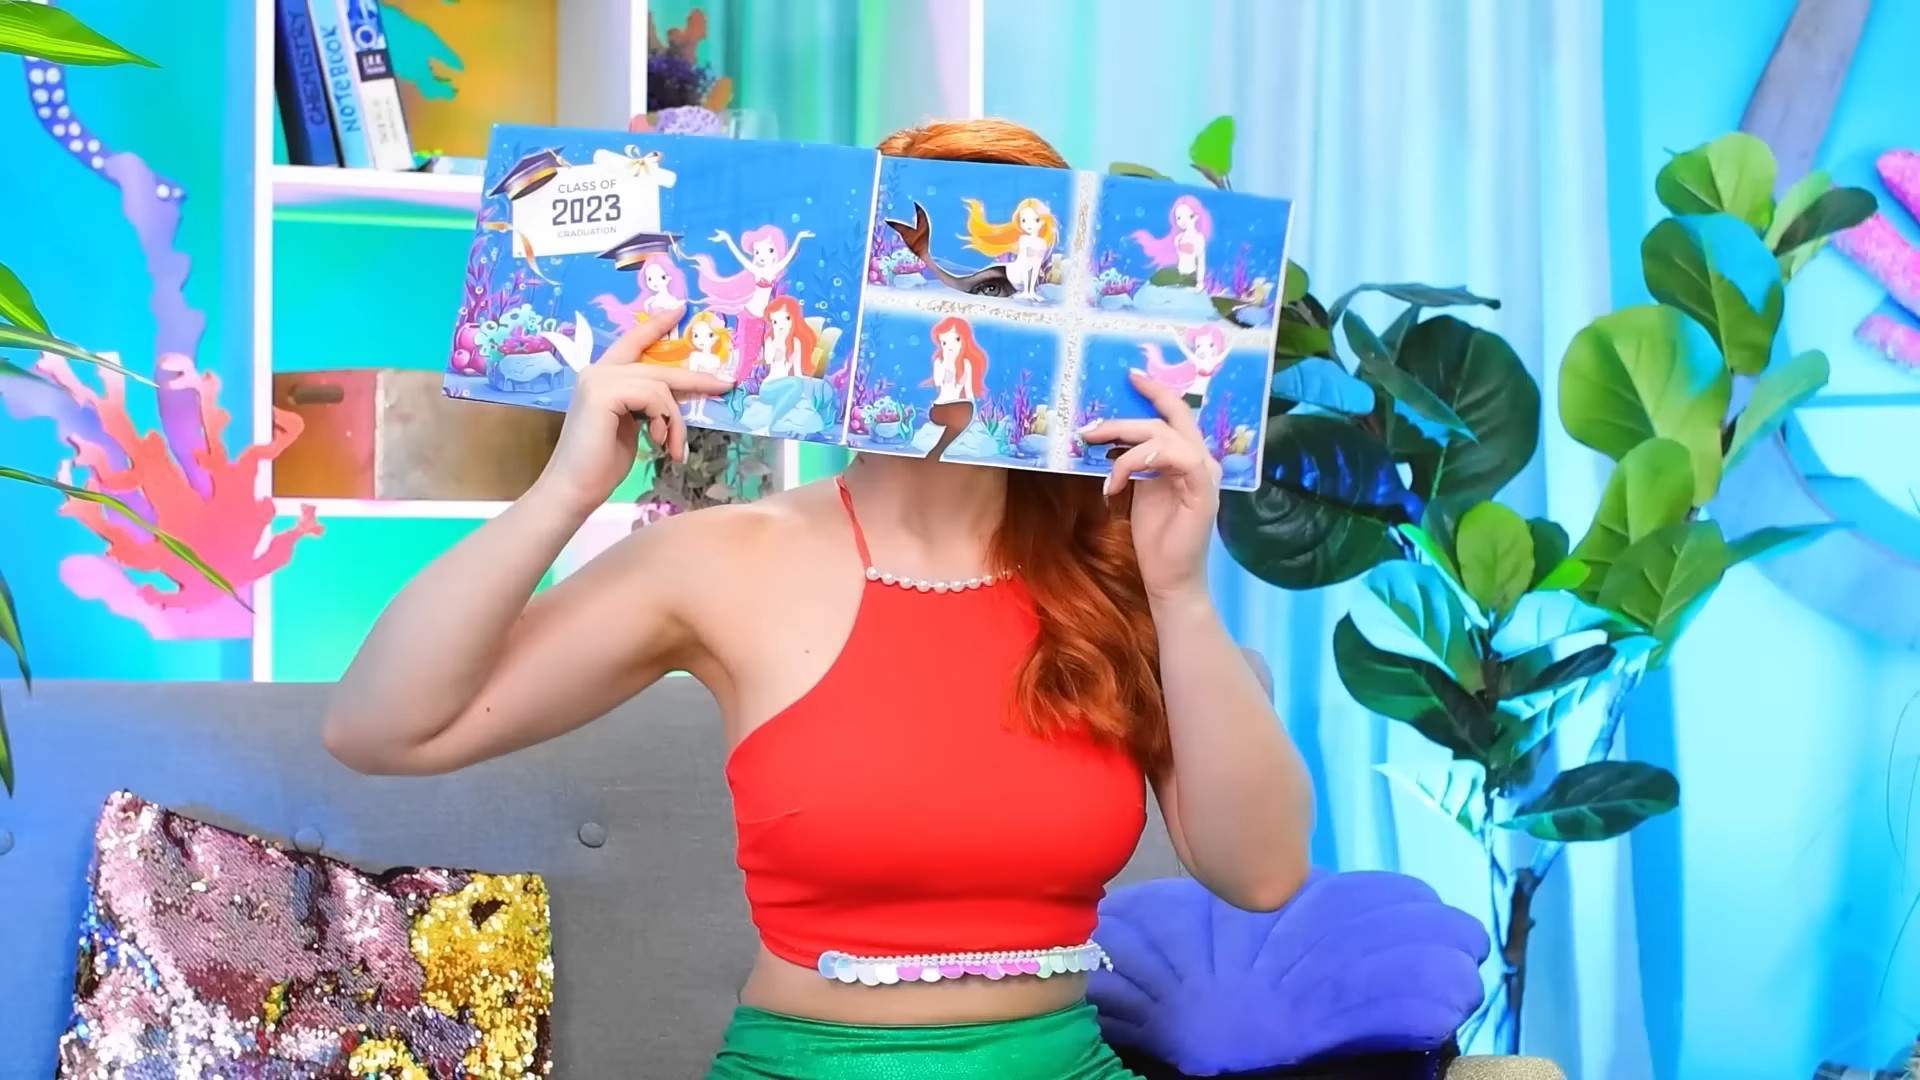 CHEMISTRY
NOTEBOOK
CLASS OF
2023
GRADUATION